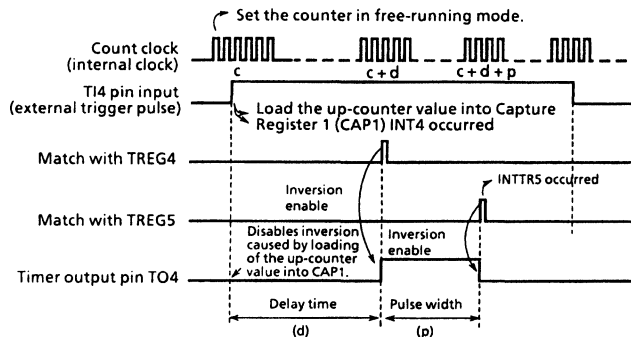 Set the counter in free-running mode.
Count clock
(internal clock)
c
c + d
c + d + p
TI4 pin input
(external trigger pulse)
Load the up-counter value into Capture
Register 1 (CAP1) INT4 occurred
Match with TREG4
Inversion
enable
INTTR5 occurred
Match with TREG5
Disables inversion
caused by loading
of the up-counter
value into CAP1.
Inversion
enable
Timer output pin TO4
Delay time
(d)
Pulse width
(p)